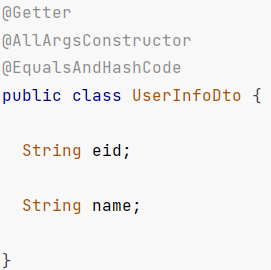 @Getter
@AllArgsConstructor
@EqualsAndHashCode
public class UserInfoDto {
String eid;
String name;
}